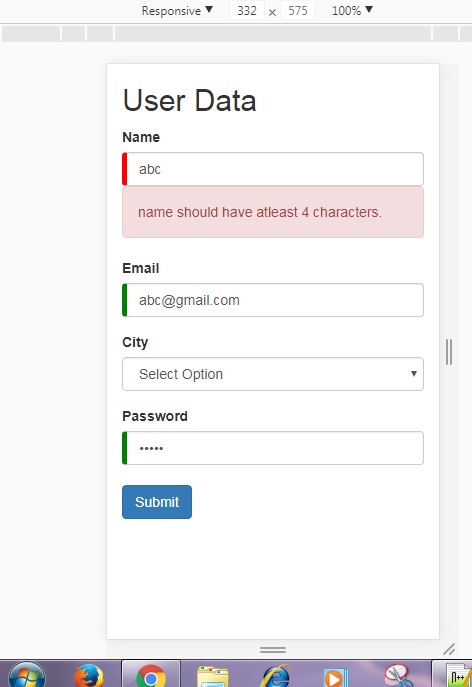 Responsive ▼ 332 × 575 100% ▼
User Data
Name
abc
name should have atleast 4 characters.
Email
abc@gmail.com
City
Select Option
Password
•••••
Submit